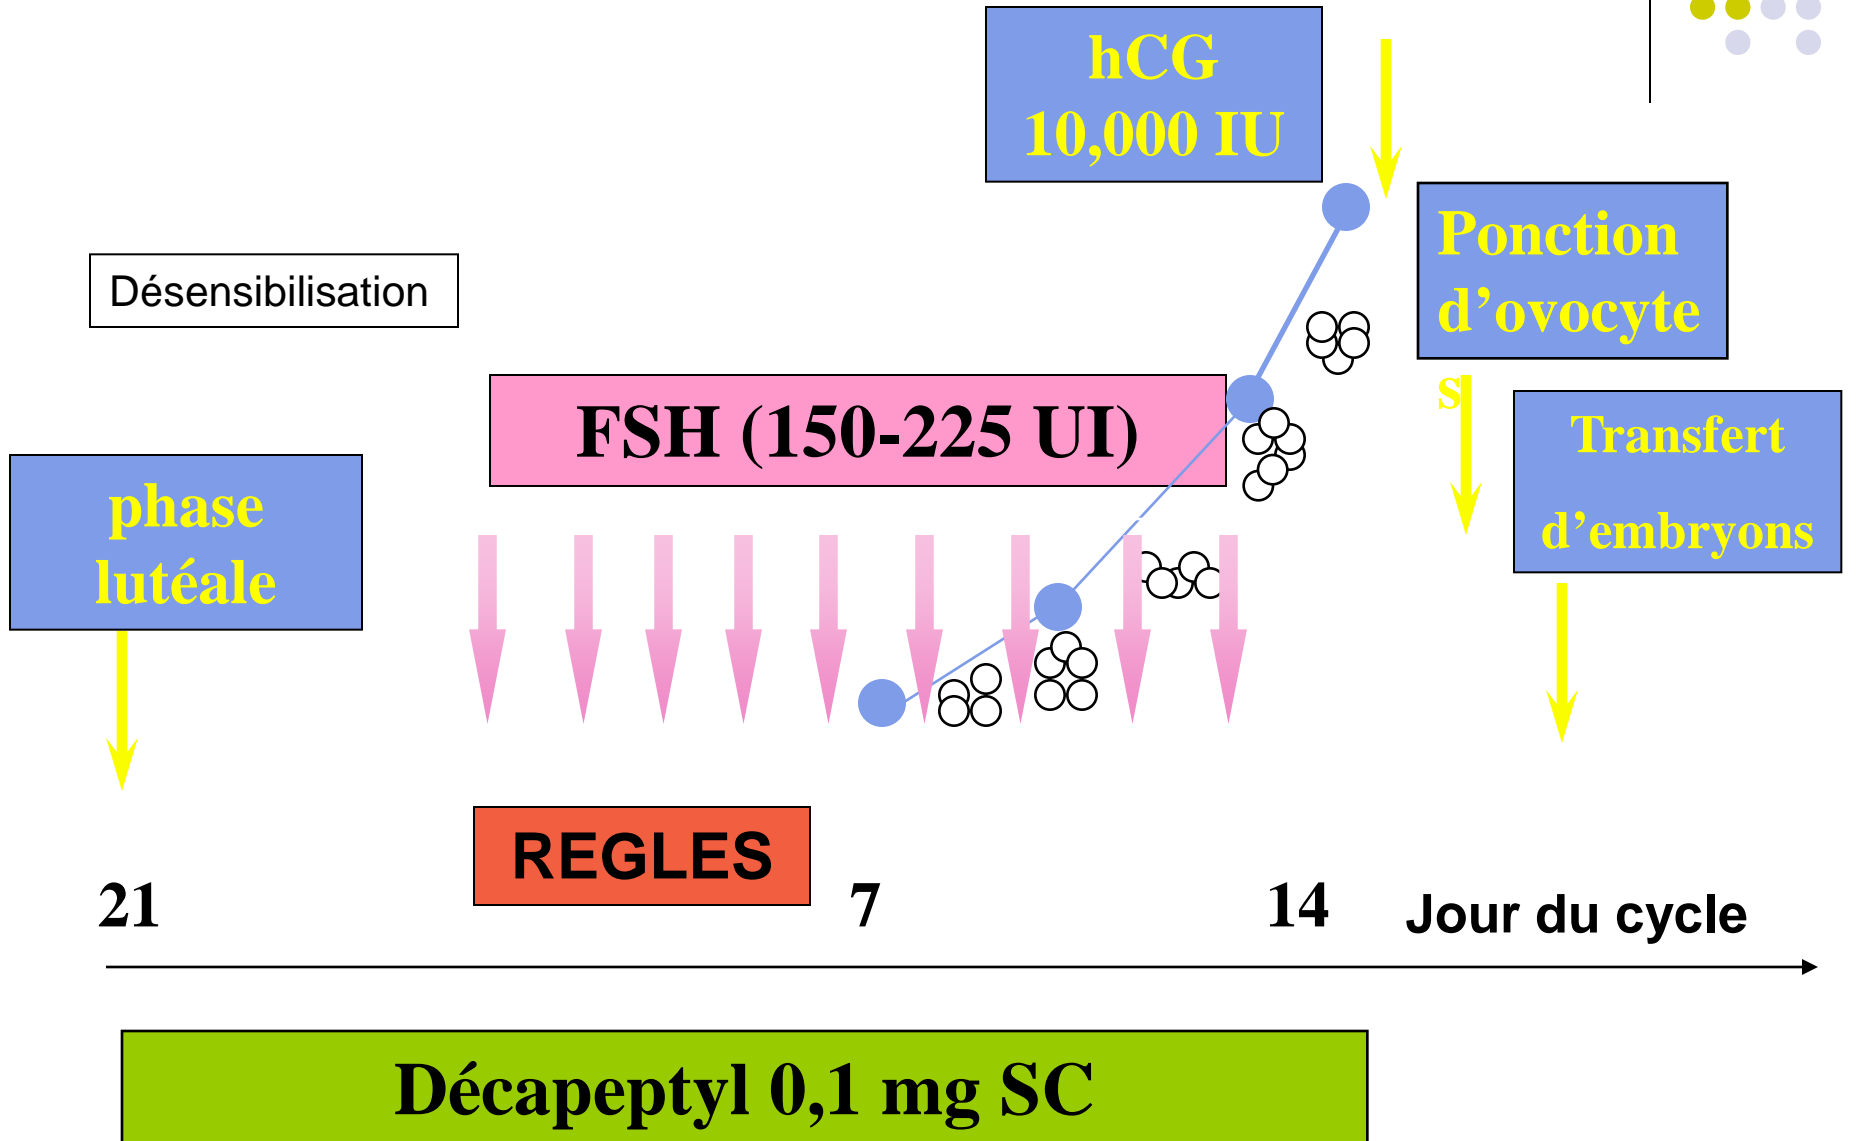 hCG
10,000 IU
Ponction
d’ovocyte
s
Désensibilisation
FSH (150-225 UI)
Transfert
d’embryons
phase
lutéale
REGLES
21
7
14
Jour du cycle
Décapeptyl 0,1 mg SC